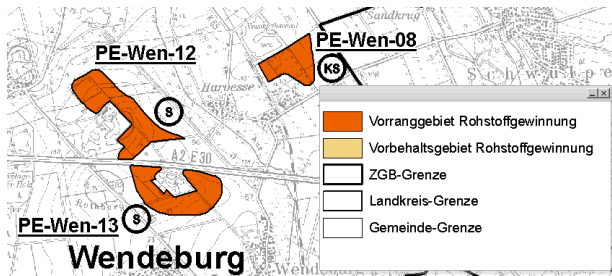 Sandkrug
PE-Wen-12
PE-Wen-08
KS
Schwülpe
Harvesse
S
Vorranggebiet Rohstoffgewinnung
Vorbehaltsgebiet Rohstoffgewinnung
A2 E30
ZGB-Grenze
Landkreis-Grenze
PE-Wen-13
S
Gemeinde-Grenze
Wendeburg